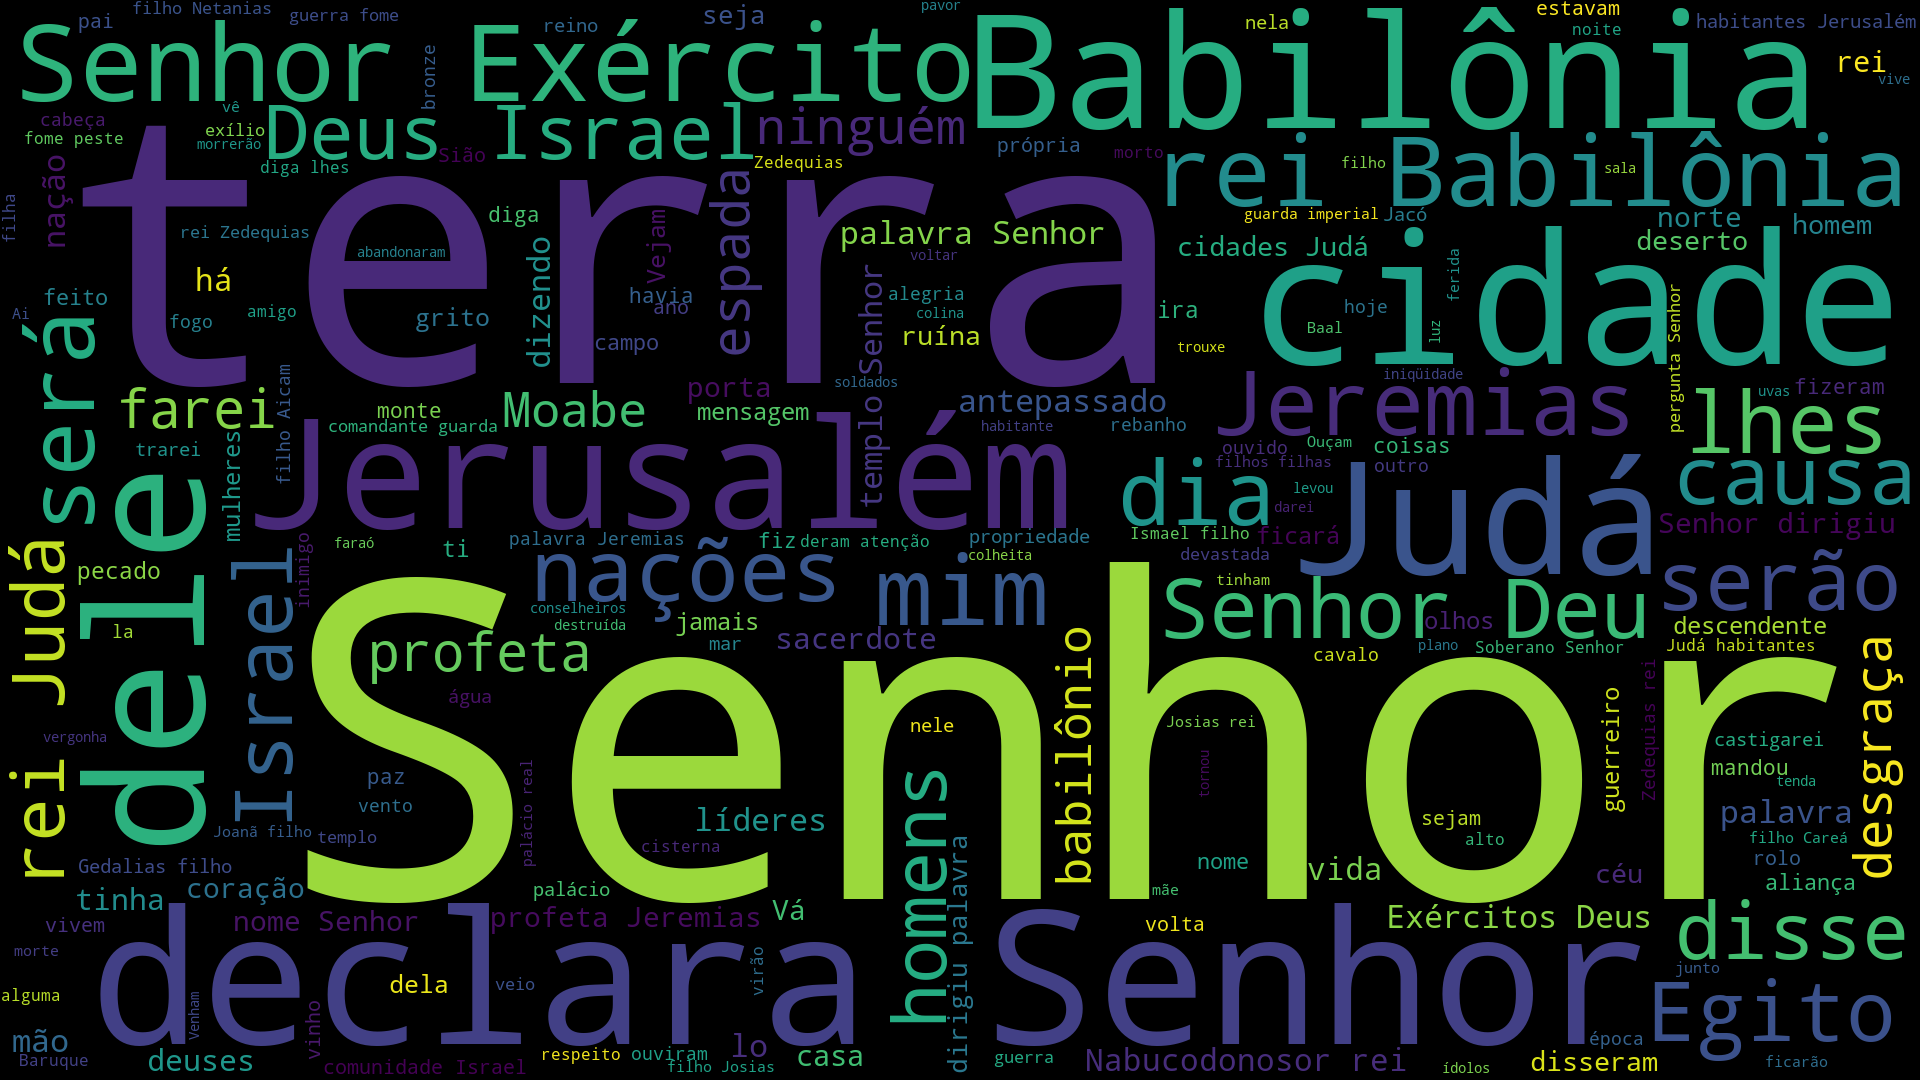 filho Netanias
guerra fome
pai
seja
reino
pavor
nela
estavam
noite
habitantes Jerusalém
Senhor Exército
Babilônia
rei
vive
bronze
vê
cabeça
exílio
fome peste
morrerão
Deus Israel
ninguém
própria
morto
rei Babilônia
filho
sala
Sião
Zedequias
diga lhes
nação
filha
terra
espada
Vejam
diga
guarda imperial
Jacó
norte
homem
rei Zedequias
abandonaram
palavra Senhor
cidades Judá
deserto
voltar
dizendo
há
feito
Ai
fogo
amigo
grito
havia
ano
alegria
colina
ira
cidade
ferida
hoje
Baal
luz
pergunta Senhor
campo
ruína
trouxe
templo Senhor
será
farei
filho Aicam
monte
comandante guarda
Moabe
porta
mensagem
soldados
antepassado
habitante
rebanho
Jeremias
iniqüidade
uvas
fizeram
lhes
trarei
mulheres
Jerusalém
ouvido
Ouçam
coisas
filhos filhas
outro
dia
levou
darei
Judá
causa
dele
Israel
inimigo
faraó
ti
palavra Jeremias
fiz
deram atenção
propriedade
colheita
Ismael filho
ficará
devastada
Senhor dirigiu
rei Judá
pecado
la
nações
mim
tinham
Senhor Deu
serão
conselheiros
destruída
jamais
mar
sacerdote
olhos
descendente
profeta
babilônio
cavalo
plano
Soberano Senhor
Judá habitantes
água
Senhor
nele
Josias rei
guerreiro
Zedequias rei
desgraça
vergonha
castigarei
mandou
tenda
paz
vento
palácio real
tornou
homens
líderes
sejam
alto
palavra
Joanã filho
templo
cisterna
filho Careá
rolo
Gedalias filho
nome
vida
céu
aliança
tinha
coração
palácio
mãe
vivem
nome Senhor
profeta Jeremias
Vá
dirigiu palavra
volta
Exércitos Deus
disse
morte
declara Senhor
virão
junto
alguma
dela
veio
Venham
vinho
Egito
mão
Baruque
deuses
comunidade Israel
respeito
ouviram
filho Josias
lo
casa
guerra
Nabucodonosor rei
ídolos
disseram
época
ficarão